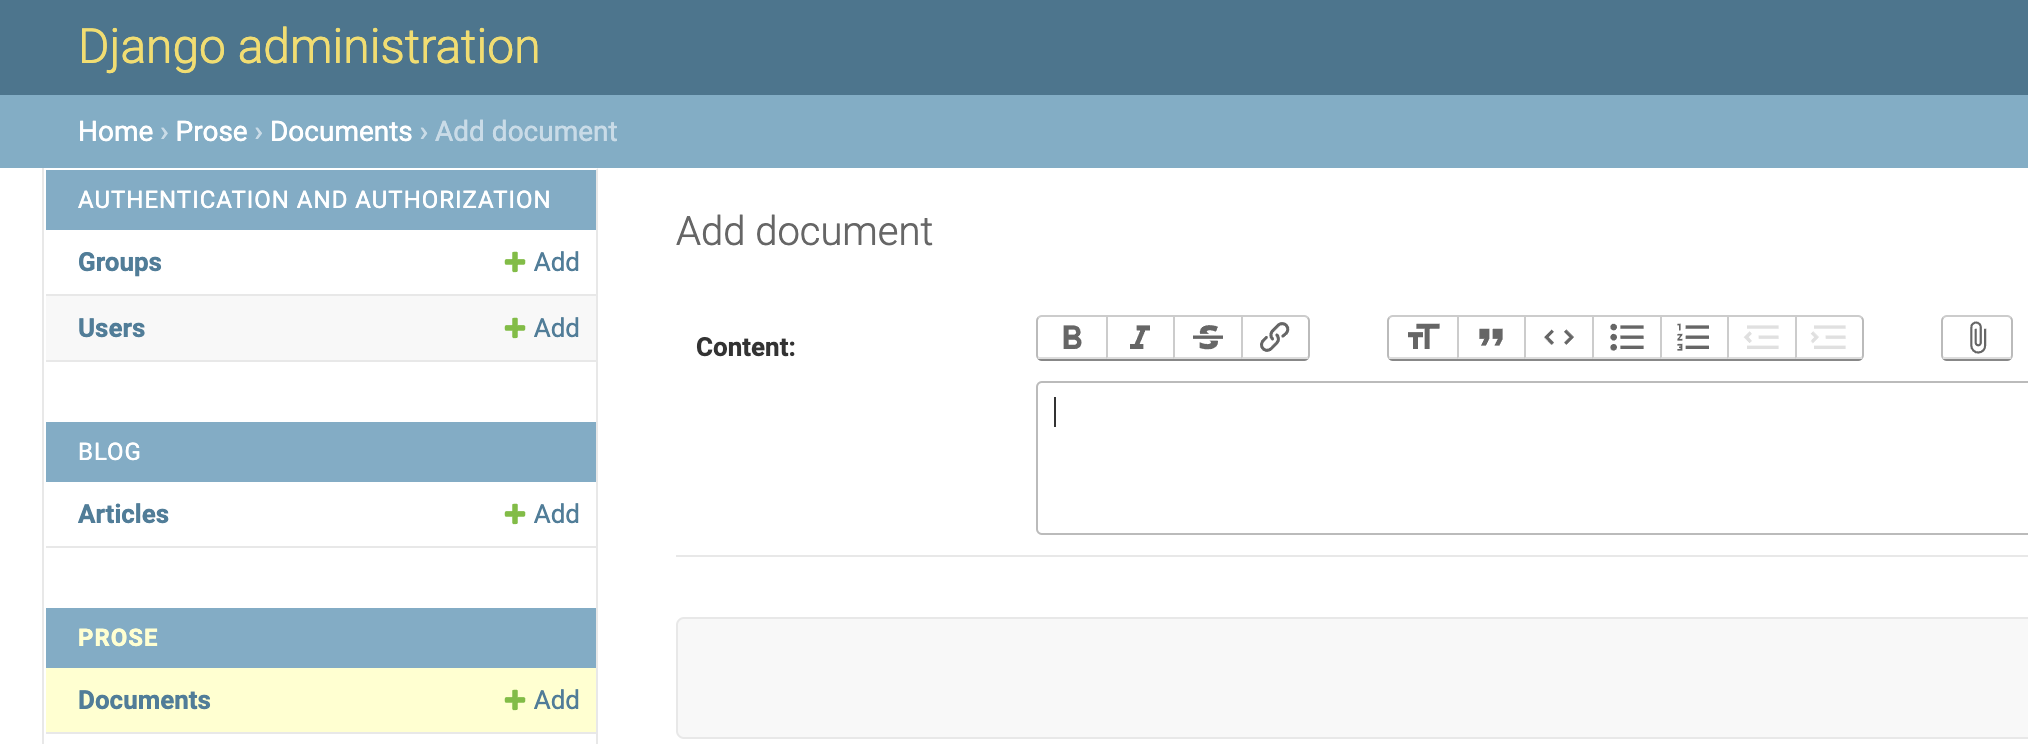 Django administration
Home › Prose › Documents › Add document
AUTHENTICATION AND AUTHORIZATION
Groups Add
Users Add
BLOG
Articles Add
PROSE
Documents Add
Add document
Content: